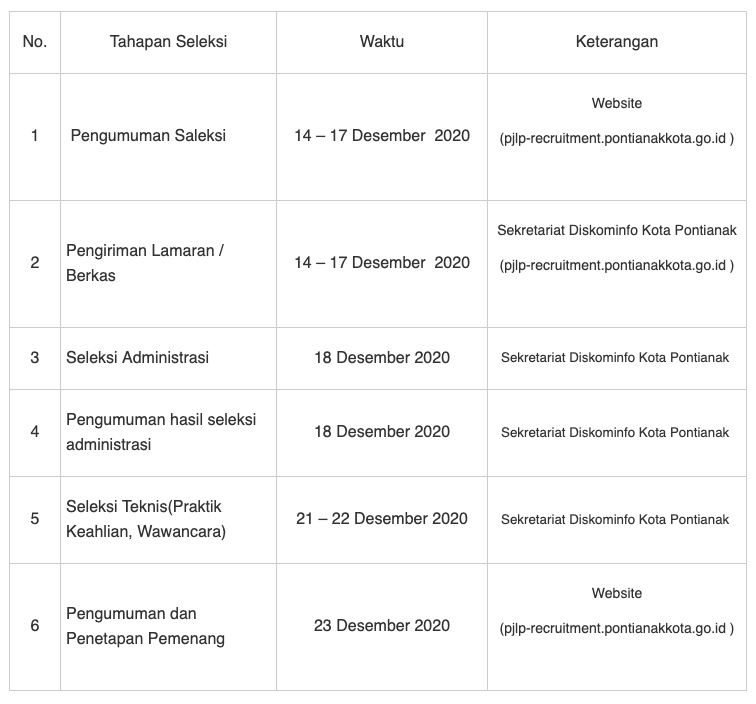 No. Tahapan Seleksi Waktu Keterangan
1 Pengumuman Saleksi 14 – 17 Desember  2020 Website
(pjlp-recruitment.pontianakkota.go.id )
2 Pengiriman Lamaran /
Berkas 14 – 17 Desember  2020 Sekretariat Diskominfo Kota Pontianak
(pjlp-recruitment.pontianakkota.go.id )
3 Seleksi Administrasi 18 Desember 2020 Sekretariat Diskominfo Kota Pontianak
4 Pengumuman hasil seleksi
administrasi 18 Desember 2020 Sekretariat Diskominfo Kota Pontianak
5 Seleksi Teknis(Praktik
Keahlian, Wawancara) 21 – 22 Desember 2020 Sekretariat Diskominfo Kota Pontianak
6 Pengumuman dan
Penetapan Pemenang 23 Desember 2020 Website
(pjlp-recruitment.pontianakkota.go.id )